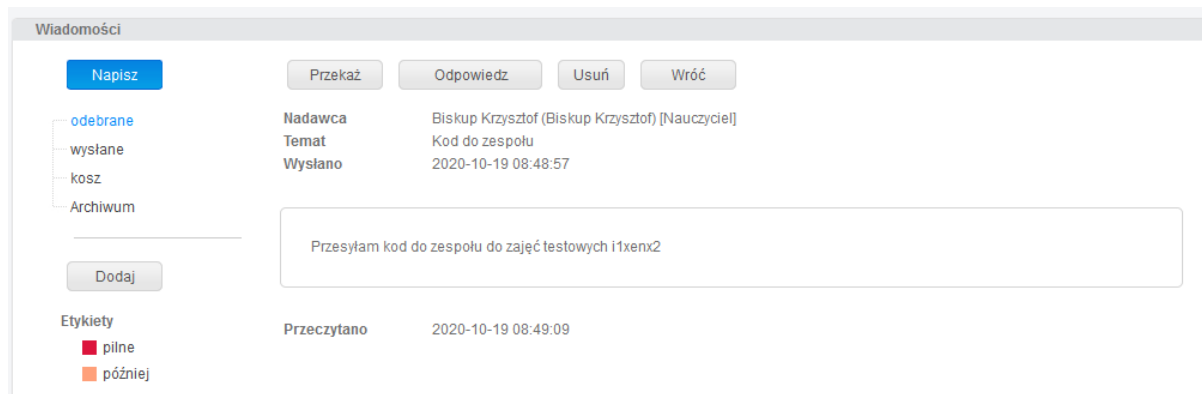 Wiadomości
Napisz
Przekaż Odpowiedz Usuń Wróć
odebrane
wysłane
kosz
Archiwum
Nadawca Biskup Krzysztof (Biskup Krzysztof) [Nauczyciel]
Temat Kod do zespołu
Wysłano 2020-10-19 08:48:57
Przesyłam kod do zespołu do zajęć testowych i1xenx2
Dodaj
Etykiety
pilne
później
Przeczytano 2020-10-19 08:49:09